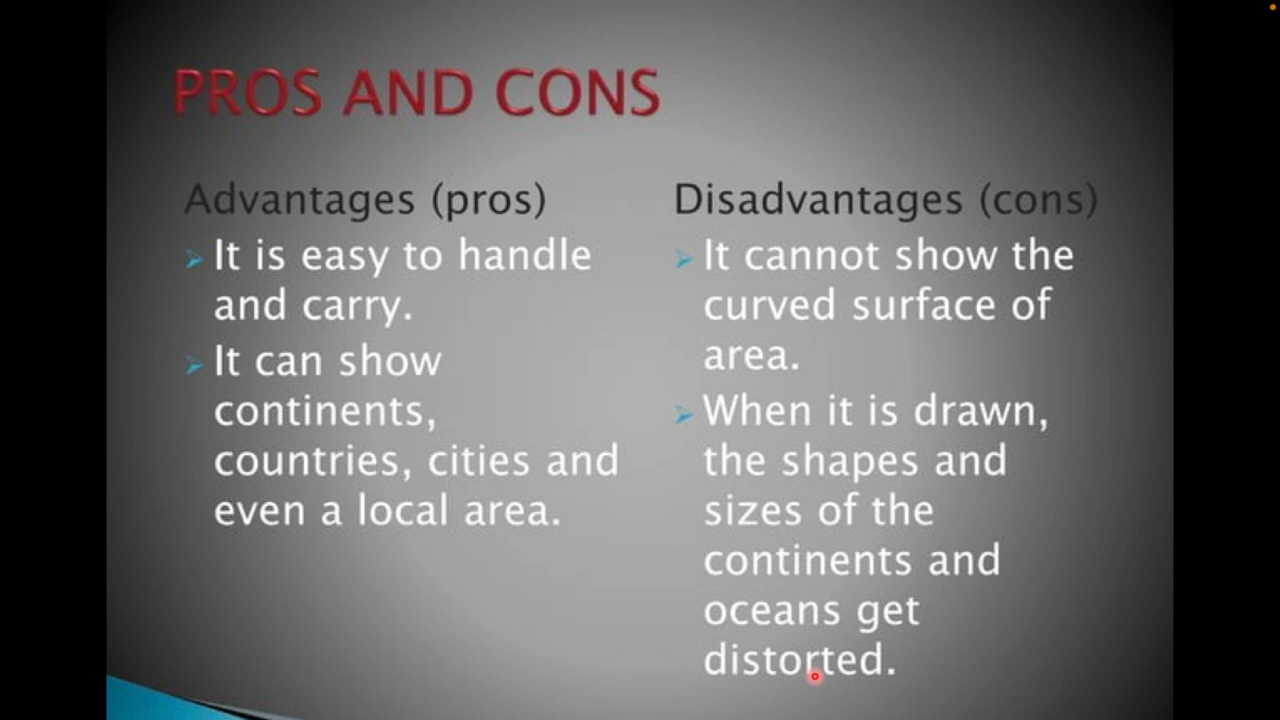 PROS AND CONS
Advantages (pros)
It is easy to handle
and carry.
It can show
continents,
countries, cities and
even a local area.
Disadvantages (cons)
It cannot show the
curved surface of
area.
When it is drawn,
the shapes and
sizes of the
continents and
oceans get
distorted.